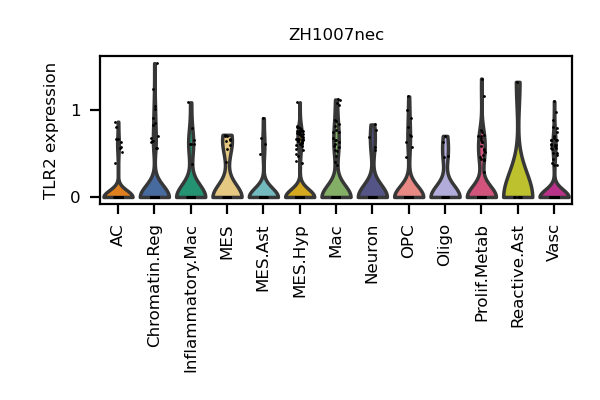 ZH1007nec
TLR2 expression
1
0
AC
Chromatin.Reg
Inflammatory.Mac
MES
MES.Ast
MES.Hyp
Mac
Neuron
OPC
Oligo
Prolif.Metab
Reactive.Ast
Vasc